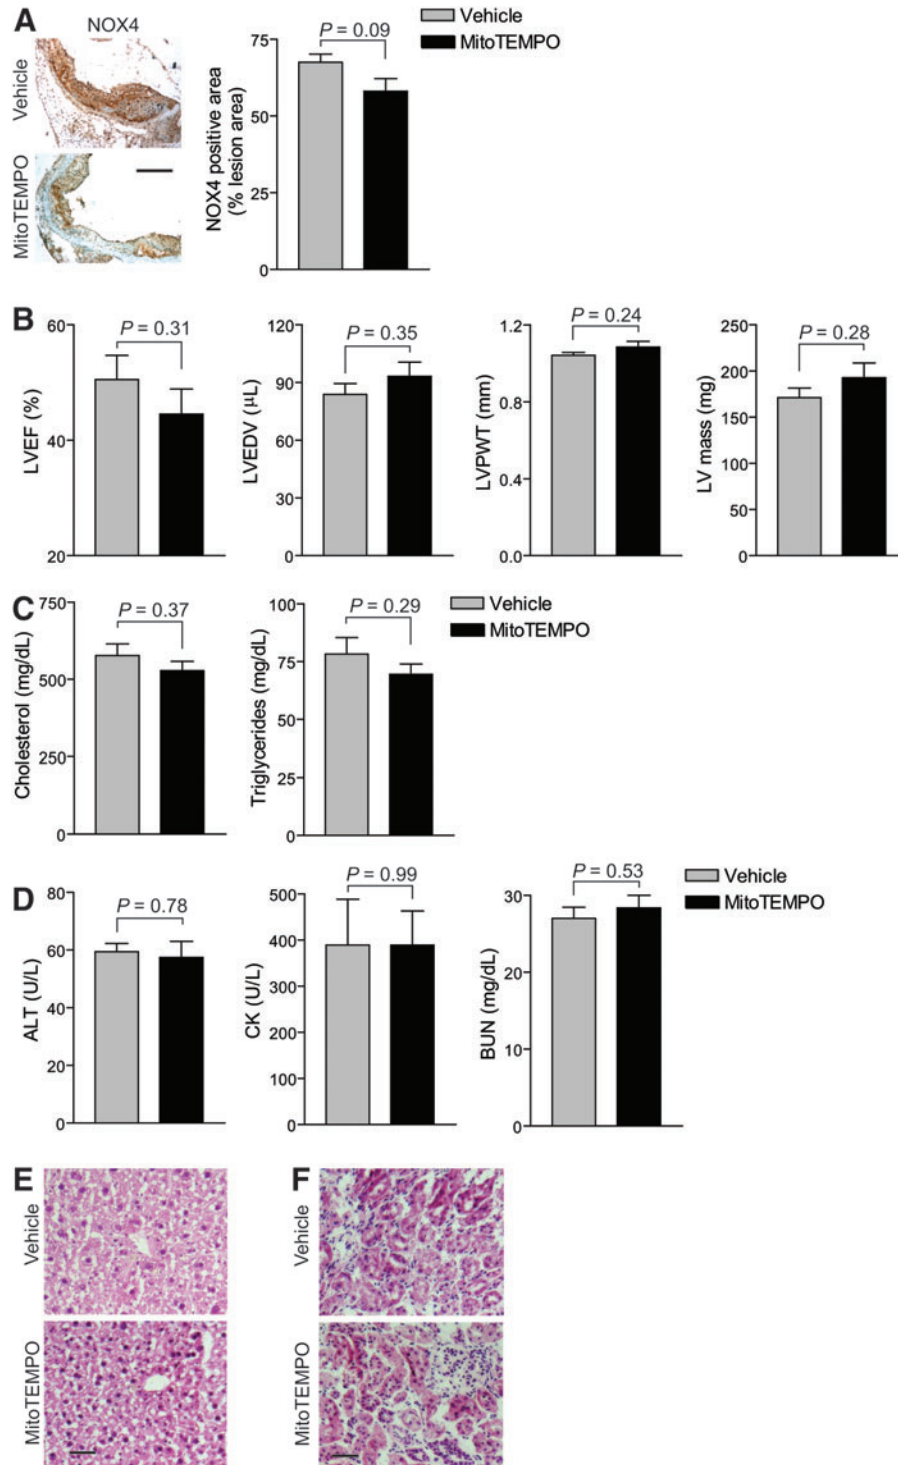 A
NOX4
Vehicle
MitoTEMPO
NOX4 positive area
(% lesion area)
75
50
25
0
P = 0.09
Vehicle
MitoTEMPO
B
LVEF (%)
60
40
20
P = 0.31
LVEDV (μL)
120
90
60
30
0
P = 0.35
LVPWT (mm)
1.2
0.8
0.4
0.0
P = 0.24
LV mass (mg)
250
200
150
100
50
0
P = 0.28
C
Cholesterol (mg/dL)
750
500
250
0
P = 0.37
Triglycerides (mg/dL)
100
75
50
25
0
P = 0.29
Vehicle
MitoTEMPO
D
ALT (U/L)
80
60
40
20
0
P = 0.78
CK (U/L)
500
400
300
200
100
0
P = 0.99
BUN (mg/dL)
30
20
10
0
P = 0.53
Vehicle
MitoTEMPO
E
Vehicle
MitoTEMPO
F
Vehicle
MitoTEMPO